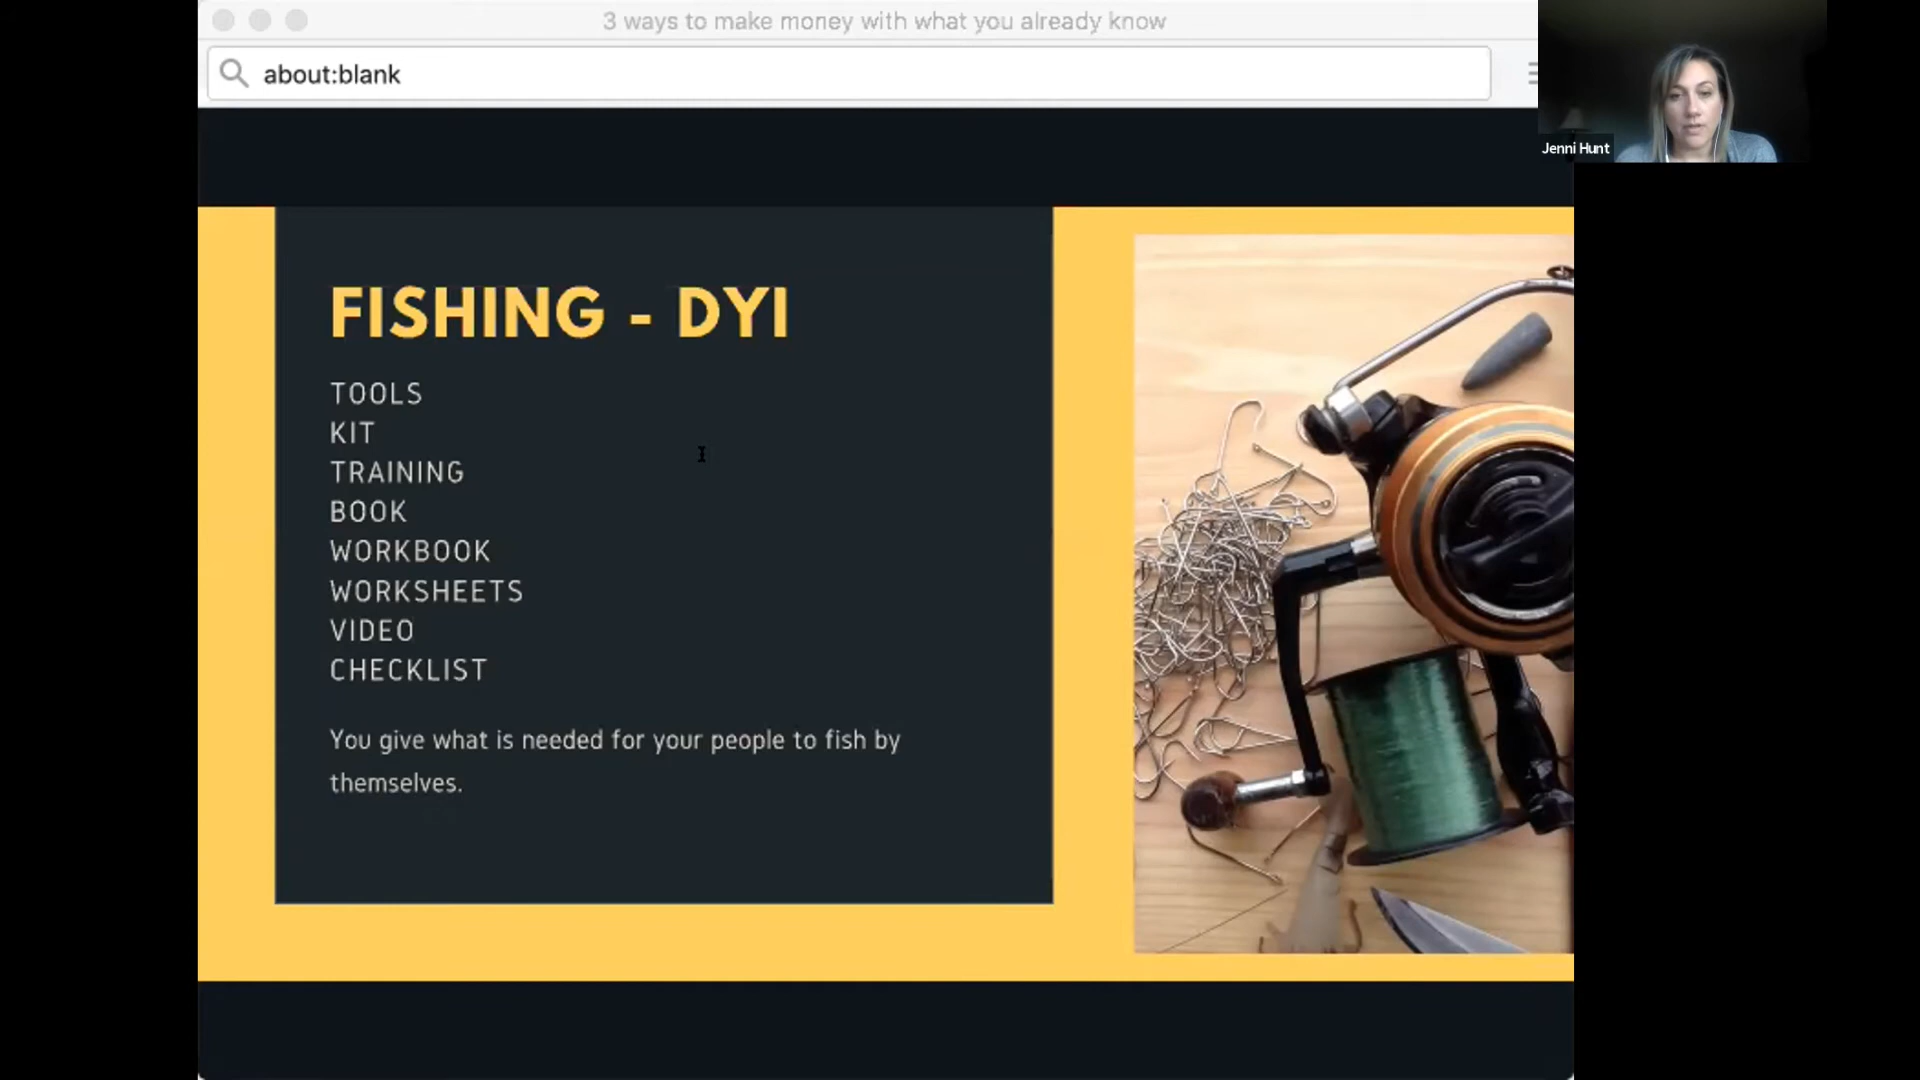 3 ways to make money with what you already know
about:blank
Jenni Hunt
FISHING - DYI
TOOLS
KIT
TRAINING
BOOK
WORKBOOK
WORKSHEETS
VIDEO
CHECKLIST
You give what is needed for your people to fish by
themselves.